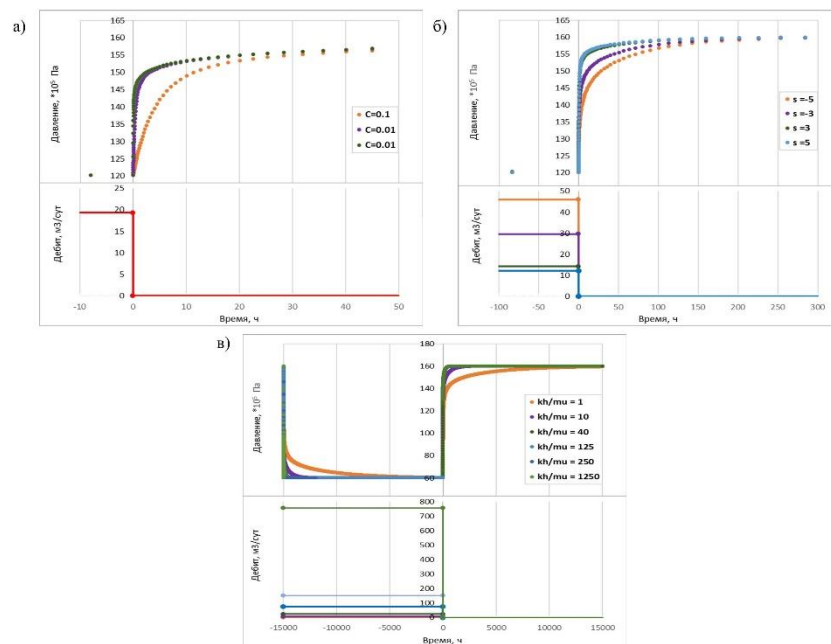 а)
165
160
155
150
145
140
135
130
125
120
Давление, *10⁵ Па
C=0.1
C=0.01
C=0.01
25
20
15
10
5
0
Дебит, м3/сут
-10 0 10 20 30 40 50
Время, ч
б)
165
160
155
150
145
140
135
130
125
120
Давление, *10⁵ Па
s =-5
s =-3
s =3
s =5
50
40
30
20
10
0
Дебит, м3/сут
-100 -50 0 50 100 150 200 250 300
Время, ч
в)
180
160
140
120
100
80
60
40
Давление, *10⁵ Па
kh/mu = 1
kh/mu = 10
kh/mu = 40
kh/mu = 125
kh/mu = 250
kh/mu = 1250
800
700
600
500
400
300
200
100
0
Дебит, м3/сут
-15000 -10000 -5000 0 5000 10000 15000
Время, ч